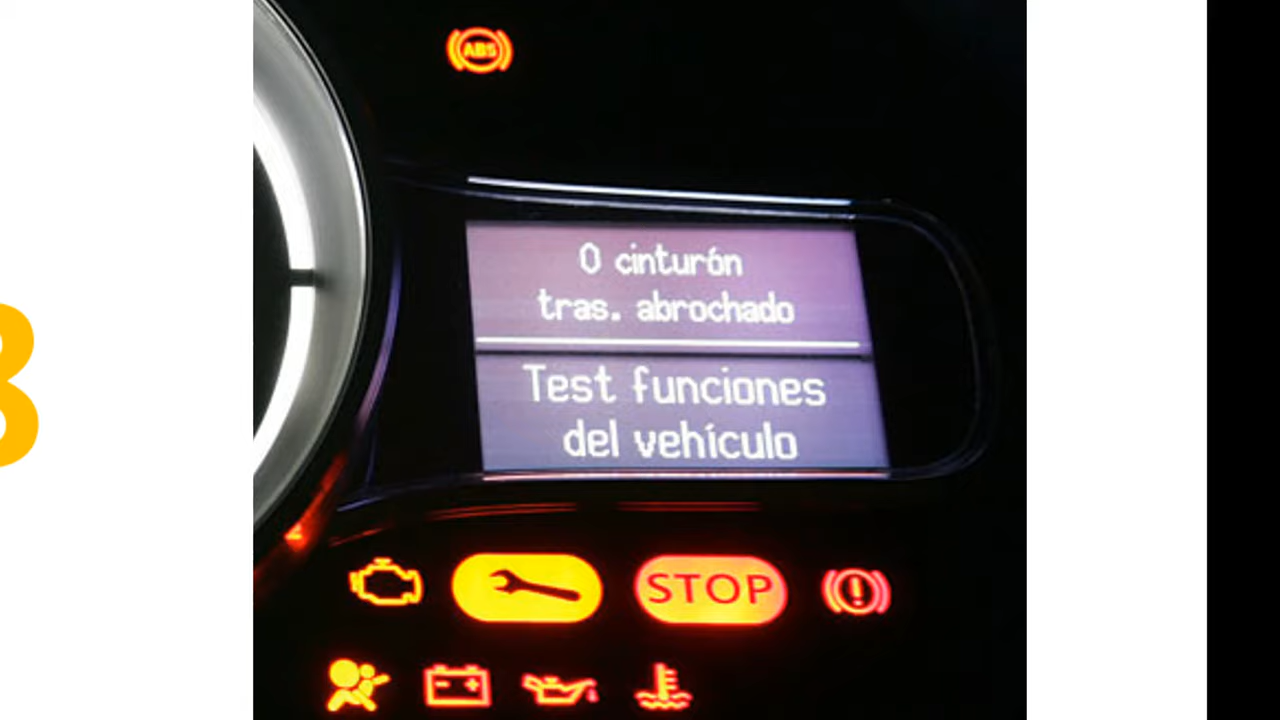 ABS
0 cinturón
tras. abrochado
Test funciones
del vehículo
STOP